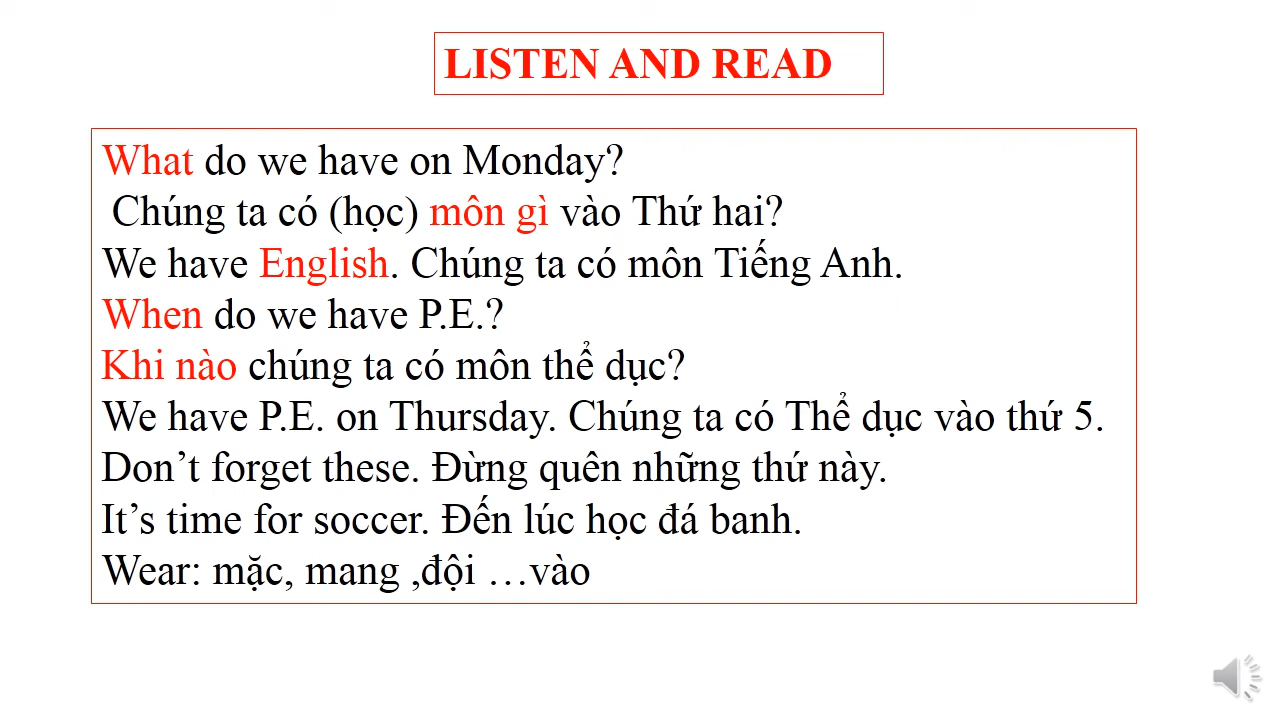 LISTEN AND READ
What do we have on Monday?
Chúng ta có (học) môn gì vào Thứ hai?
We have English. Chúng ta có môn Tiếng Anh.
When do we have P.E.?
Khi nào chúng ta có môn thể dục?
We have P.E. on Thursday. Chúng ta có Thể dục vào thứ 5.
Don’t forget these. Đừng quên những thứ này.
It’s time for soccer. Đến lúc học đá banh.
Wear: mặc, mang ,đội …vào